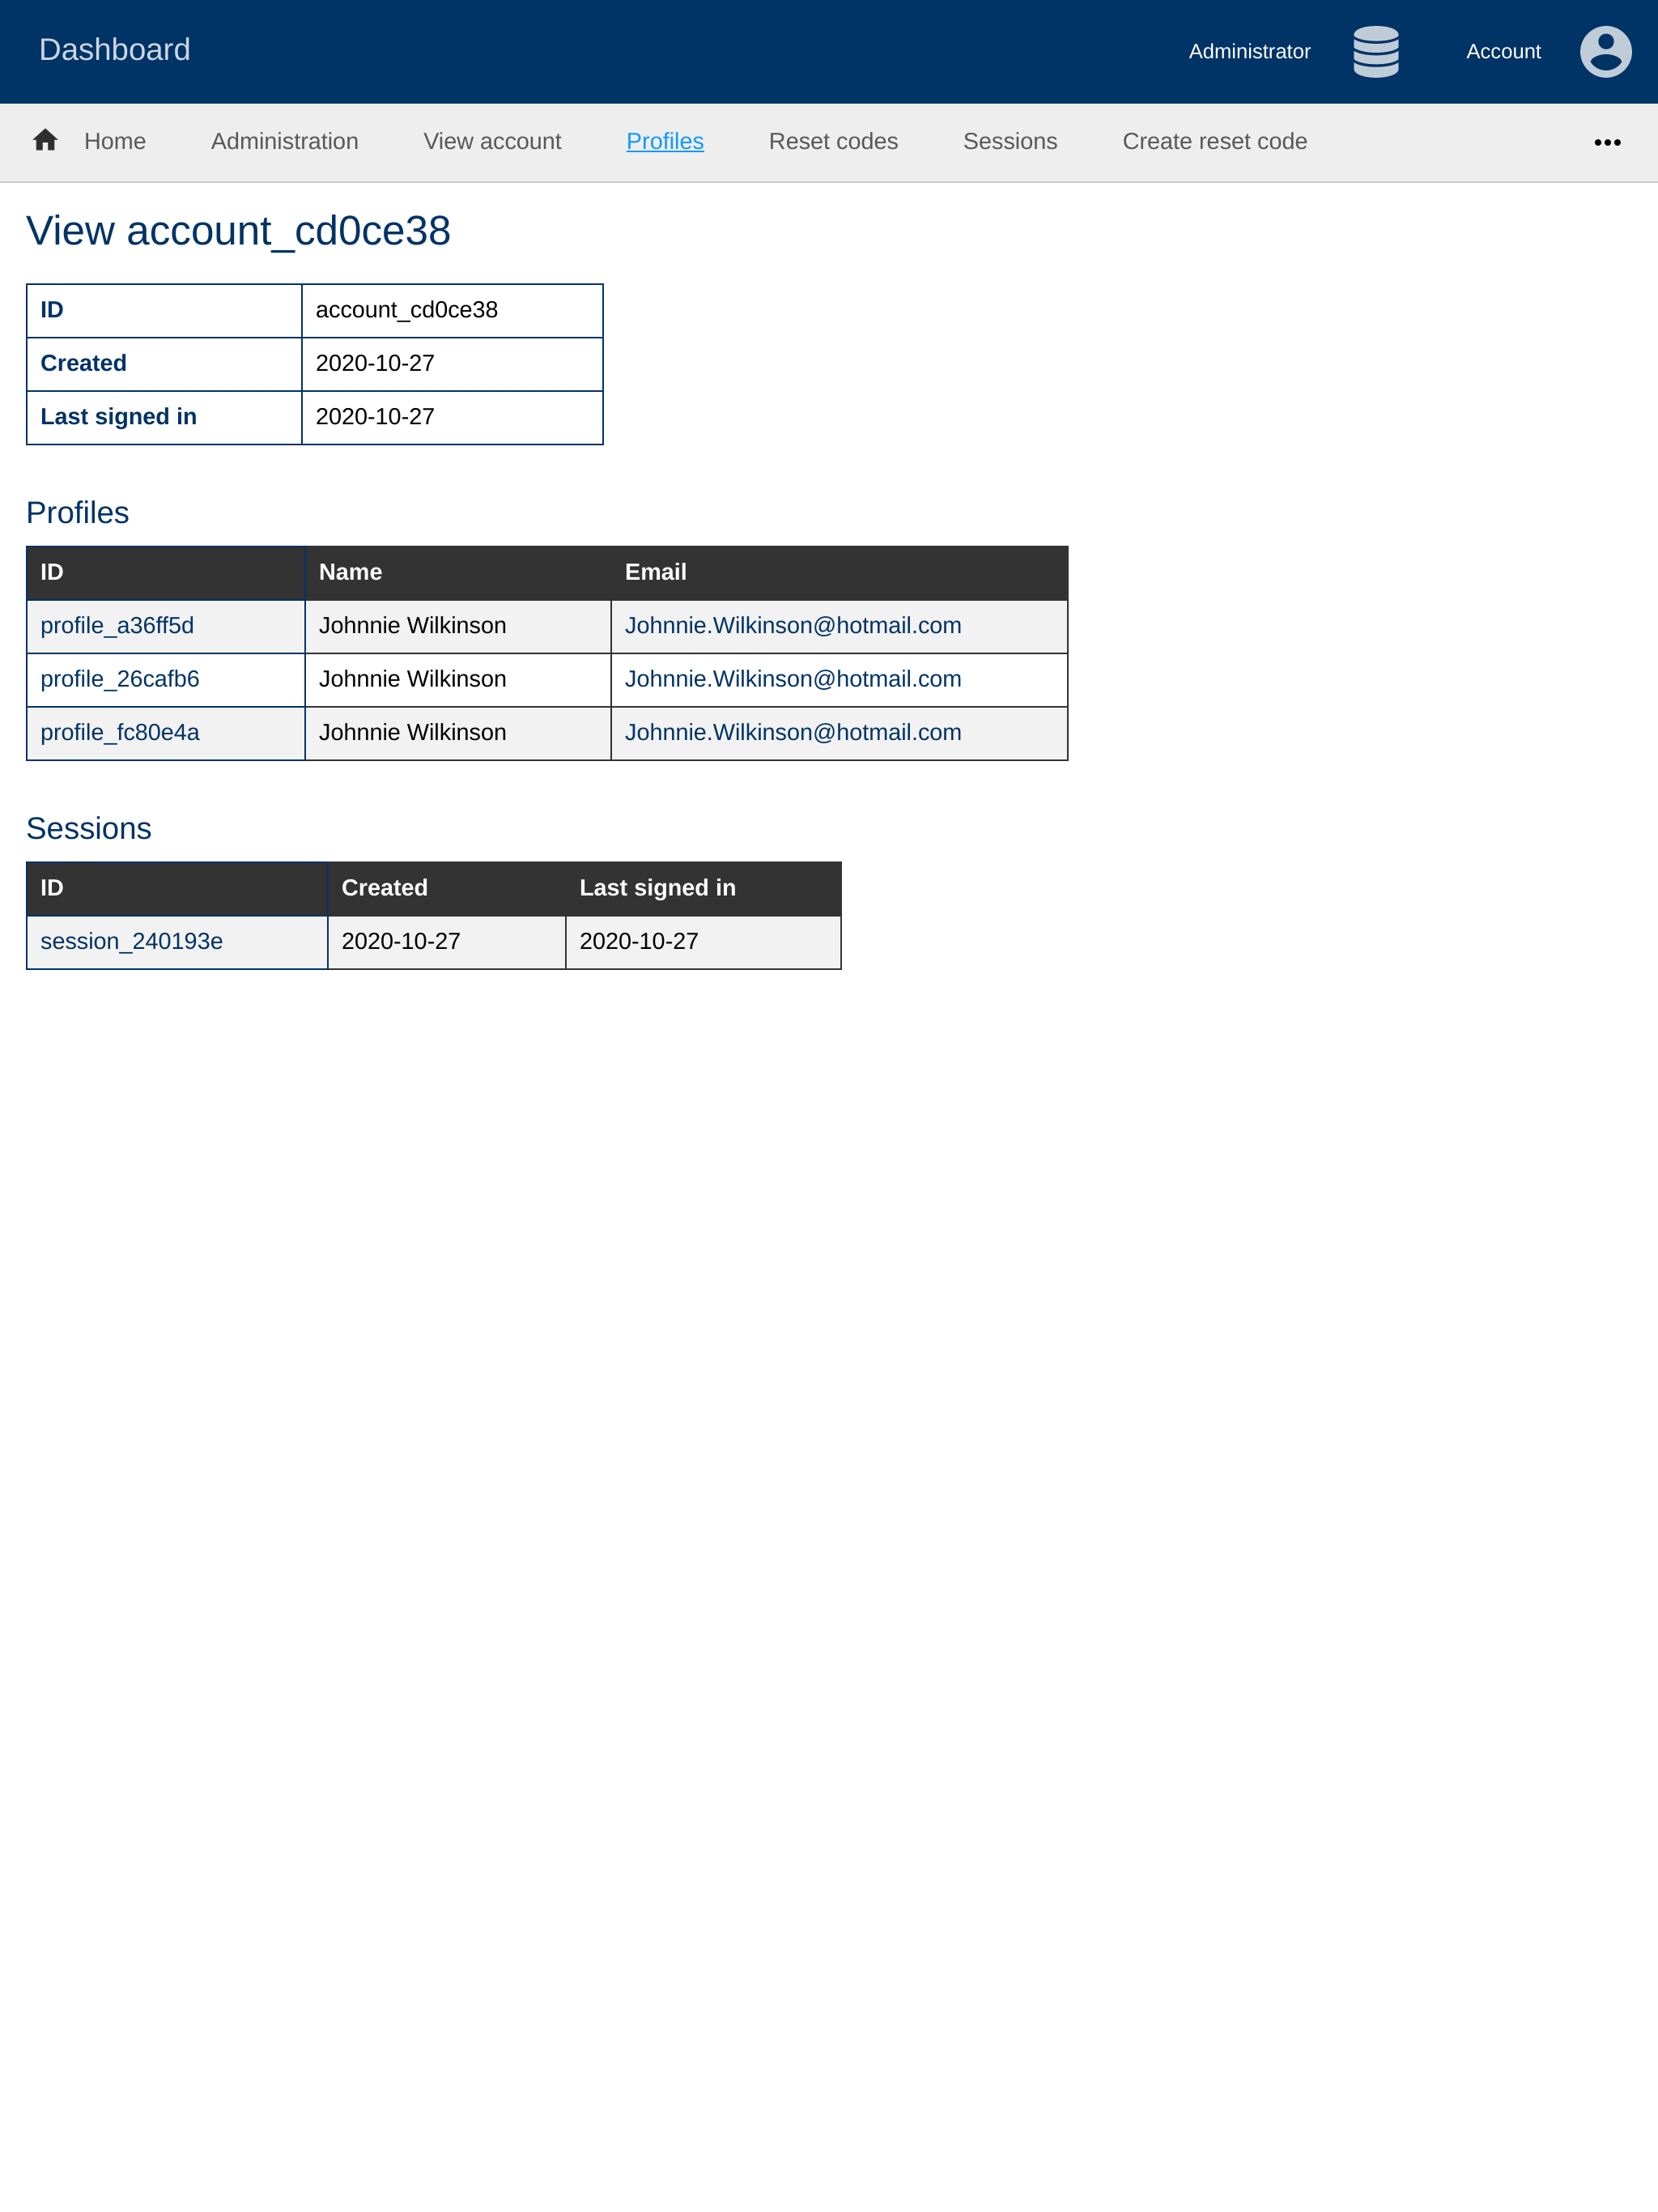 Dashboard
Administrator
Account
Home
Administration
View account
Profiles
Reset codes
Sessions
Create reset code
View account_cd0ce38
ID account_cd0ce38
Created 2020-10-27
Last signed in 2020-10-27
Profiles
ID Name Email
profile_a36ff5d Johnnie Wilkinson Johnnie.Wilkinson@hotmail.com
profile_26cafb6 Johnnie Wilkinson Johnnie.Wilkinson@hotmail.com
profile_fc80e4a Johnnie Wilkinson Johnnie.Wilkinson@hotmail.com
Sessions
ID Created Last signed in
session_240193e 2020-10-27 2020-10-27